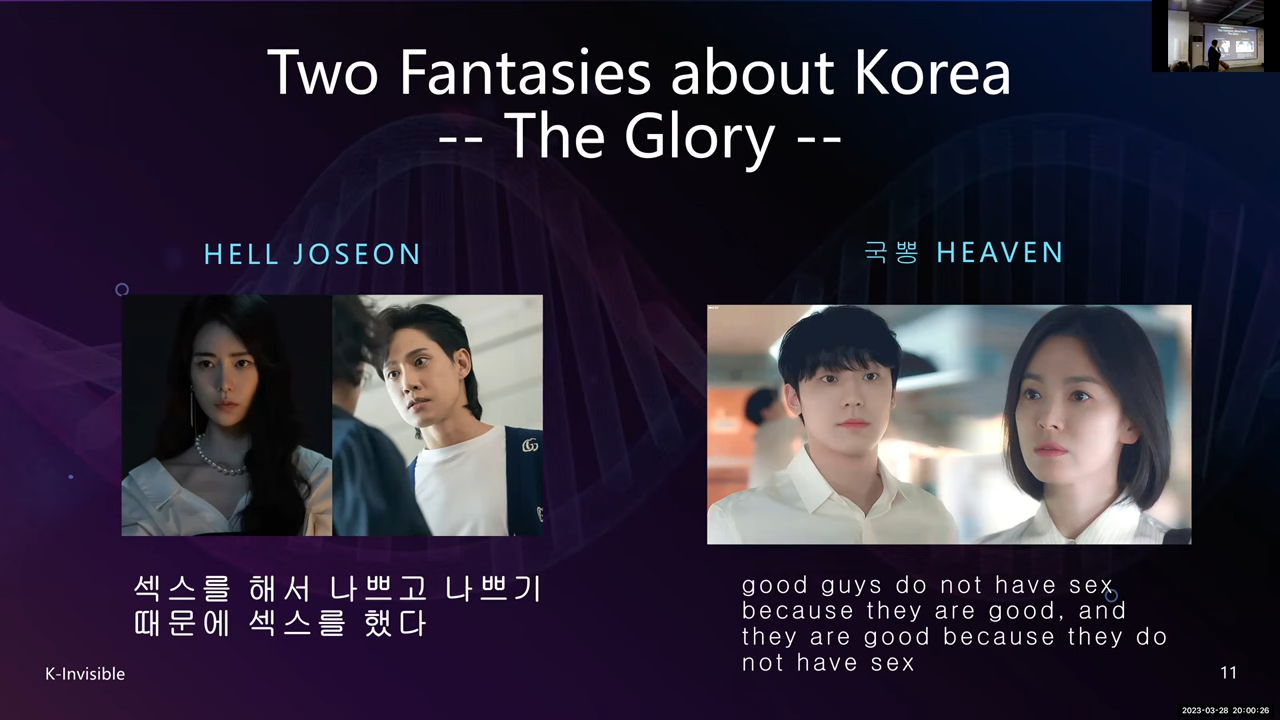 Two Fantasies about Korea
-- The Glory --
HELL JOSEON
국뽕 HEAVEN
섹스를 해서 나쁘고 나쁘기
때문에 섹스를 했다
good guys do not have sex
because they are good, and
they are good because they do
not have sex
K-Invisible
11
2023-03-28 20:00:26